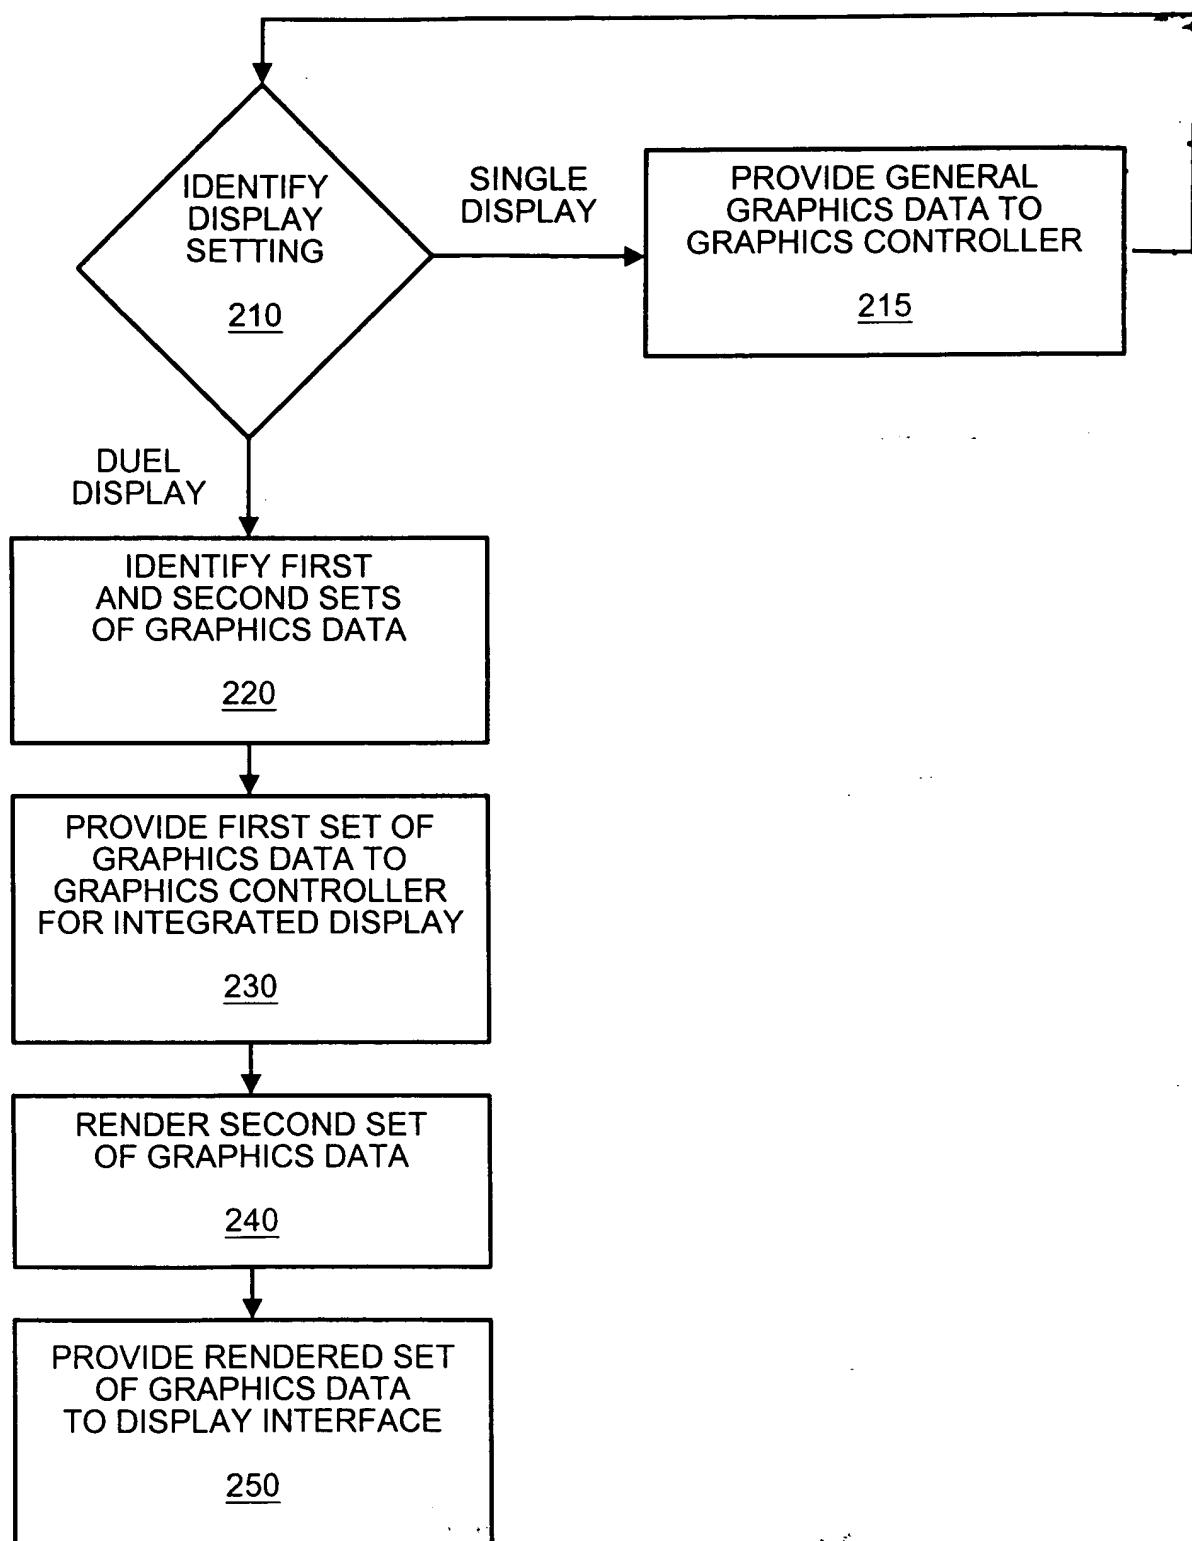 IDENTIFY
DISPLAY
SETTING
210
SINGLE
DISPLAY
PROVIDE GENERAL
GRAPHICS DATA TO
GRAPHICS CONTROLLER
215
DUEL
DISPLAY
IDENTIFY FIRST
AND SECOND SETS
OF GRAPHICS DATA
220
PROVIDE FIRST SET OF
GRAPHICS DATA TO
GRAPHICS CONTROLLER
FOR INTEGRATED DISPLAY
230
RENDER SECOND SET
OF GRAPHICS DATA
240
PROVIDE RENDERED SET
OF GRAPHICS DATA
TO DISPLAY INTERFACE
250